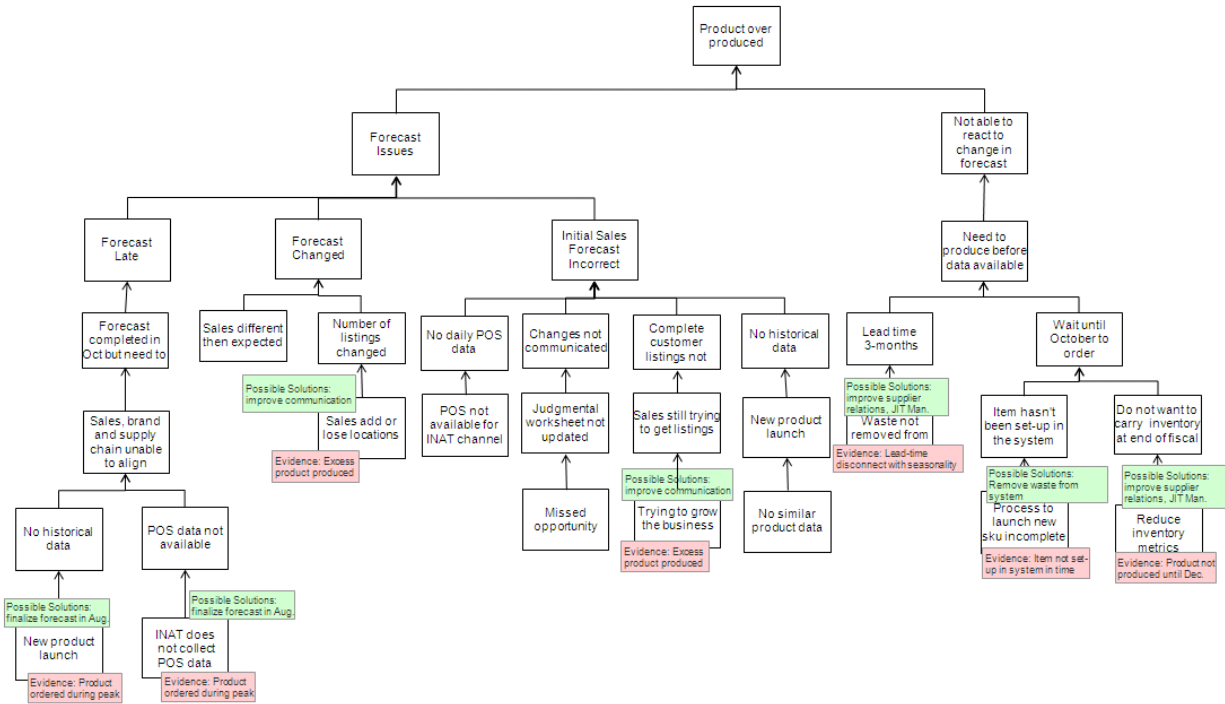 Product over
produced
Forecast
Issues
Not able to
react to
change in
forecast
Forecast
Late
Forecast
Changed
Initial Sales
Forecast
Incorrect
Need to
produce before
data available
Forecast
completed in
Oct but need to
Sales different
then expected
Number of
listings
changed
No daily POS
data
Changes not
communicated
Complete
customer
listings not
No historical
data
Lead time
3-months
Wait until
October to
order
Possible Solutions:
improve communication
Possible Solutions:
improve supplier
relations, JIT Man.
Sales, brand
and supply
chain unable
to align
Sales add or
lose locations
Evidence: Excess
product produced
POS not
available for
INAT channel
Judgmental
worksheet not
updated
Sales still trying
to get listings
New product
launch
Waste not
removed from
Evidence: Lead-time
disconnect with seasonality
Item hasn't
been set-up in
the system
Do not want to
carry inventory
at end of fiscal
Possible Solutions:
improve communication
Possible Solutions:
Remove waste from
system
Possible Solutions:
improve supplier
relations, JIT Man.
No historical
data
POS data not
available
Missed
opportunity
Trying to grow
the business
Evidence: Excess
product produced
No similar
product data
Process to
launch new
sku incomplete
Evidence: Item not set-
up in system in time
Reduce
inventory
metrics
Evidence: Product not
produced until Dec.
Possible Solutions:
finalize forecast in Aug.
Possible Solutions:
finalize forecast in Aug.
New product
launch
Evidence: Product
ordered during peak
INAT does
not collect
POS data
Evidence: Product
ordered during peak